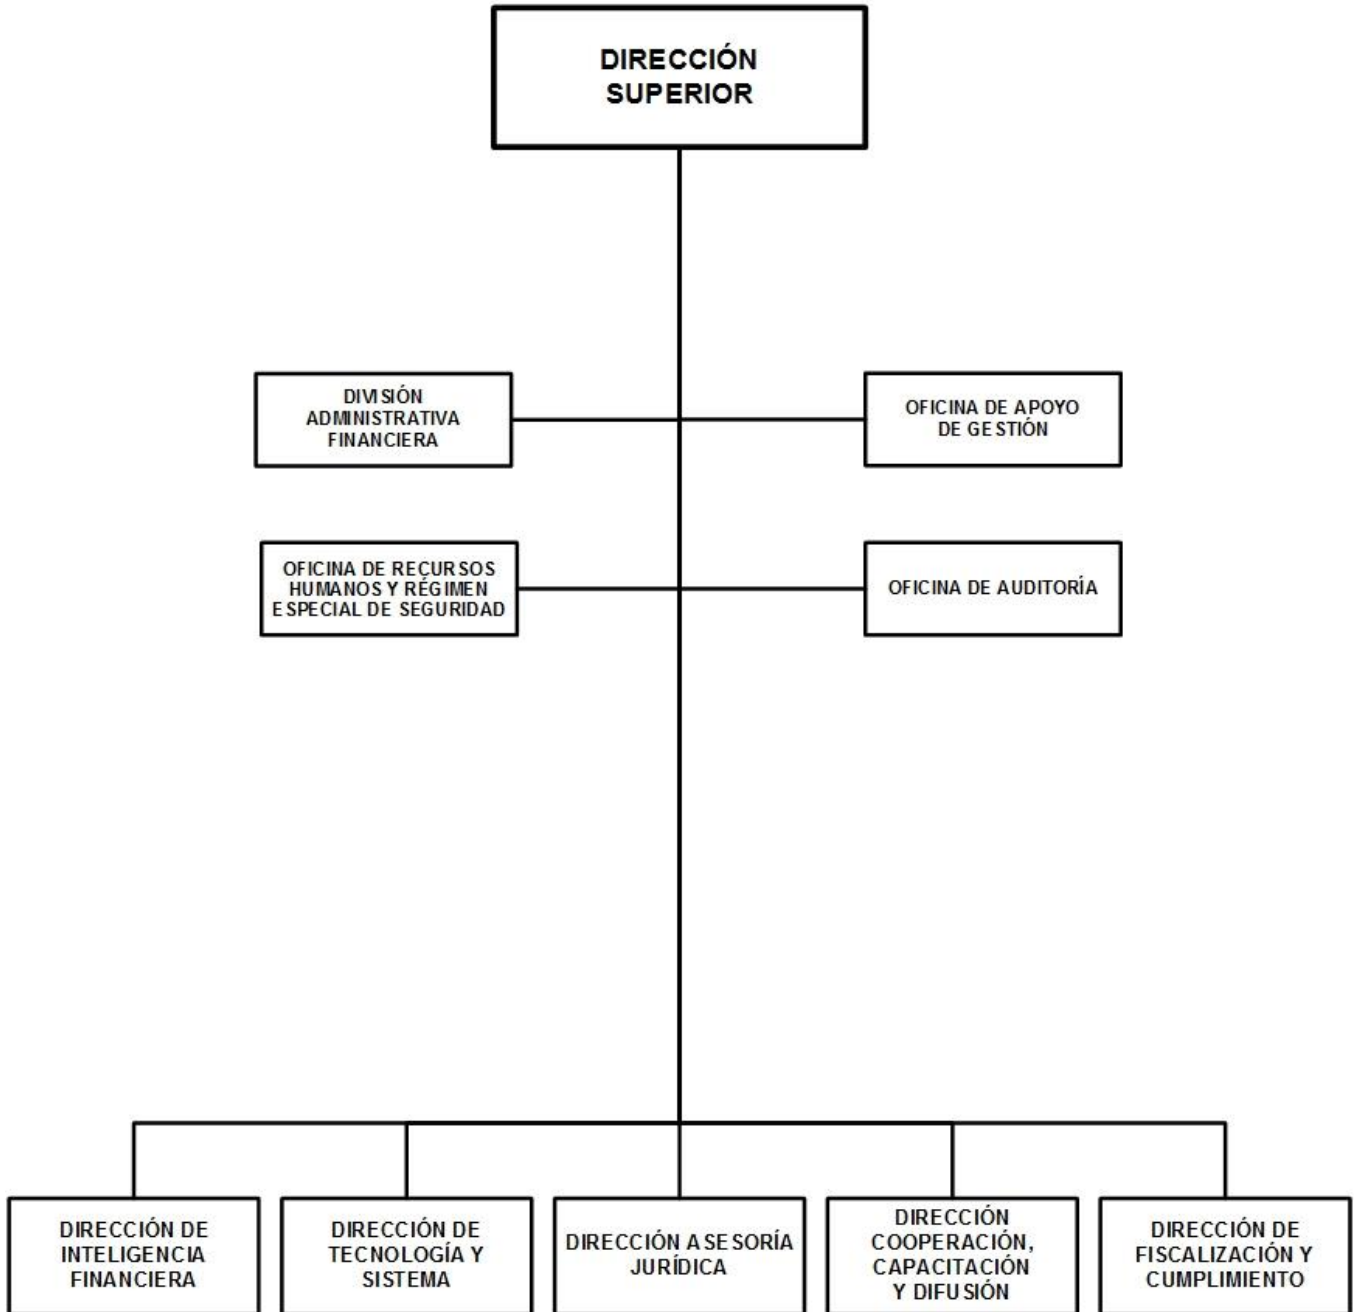 DIRECCIÓN
SUPERIOR
DIVISIÓN
ADMINISTRATIVA
FINANCIERA
OFICINA DE APOYO
DE GESTIÓN
OFICINA DE RECURSOS
HUMANOS Y RÉGIMEN
ESPECIAL DE SEGURIDAD
OFICINA DE AUDITORÍA
DIRECCIÓN DE
INTELIGENCIA
FINANCIERA
DIRECCIÓN DE
TECNOLOGÍA Y
SISTEMA
DIRECCIÓN ASESORÍA
JURÍDICA
DIRECCIÓN
COOPERACIÓN,
CAPACITACIÓN
Y DIFUSIÓN
DIRECCIÓN DE
FISCALIZACIÓN Y
CUMPLIMIENTO